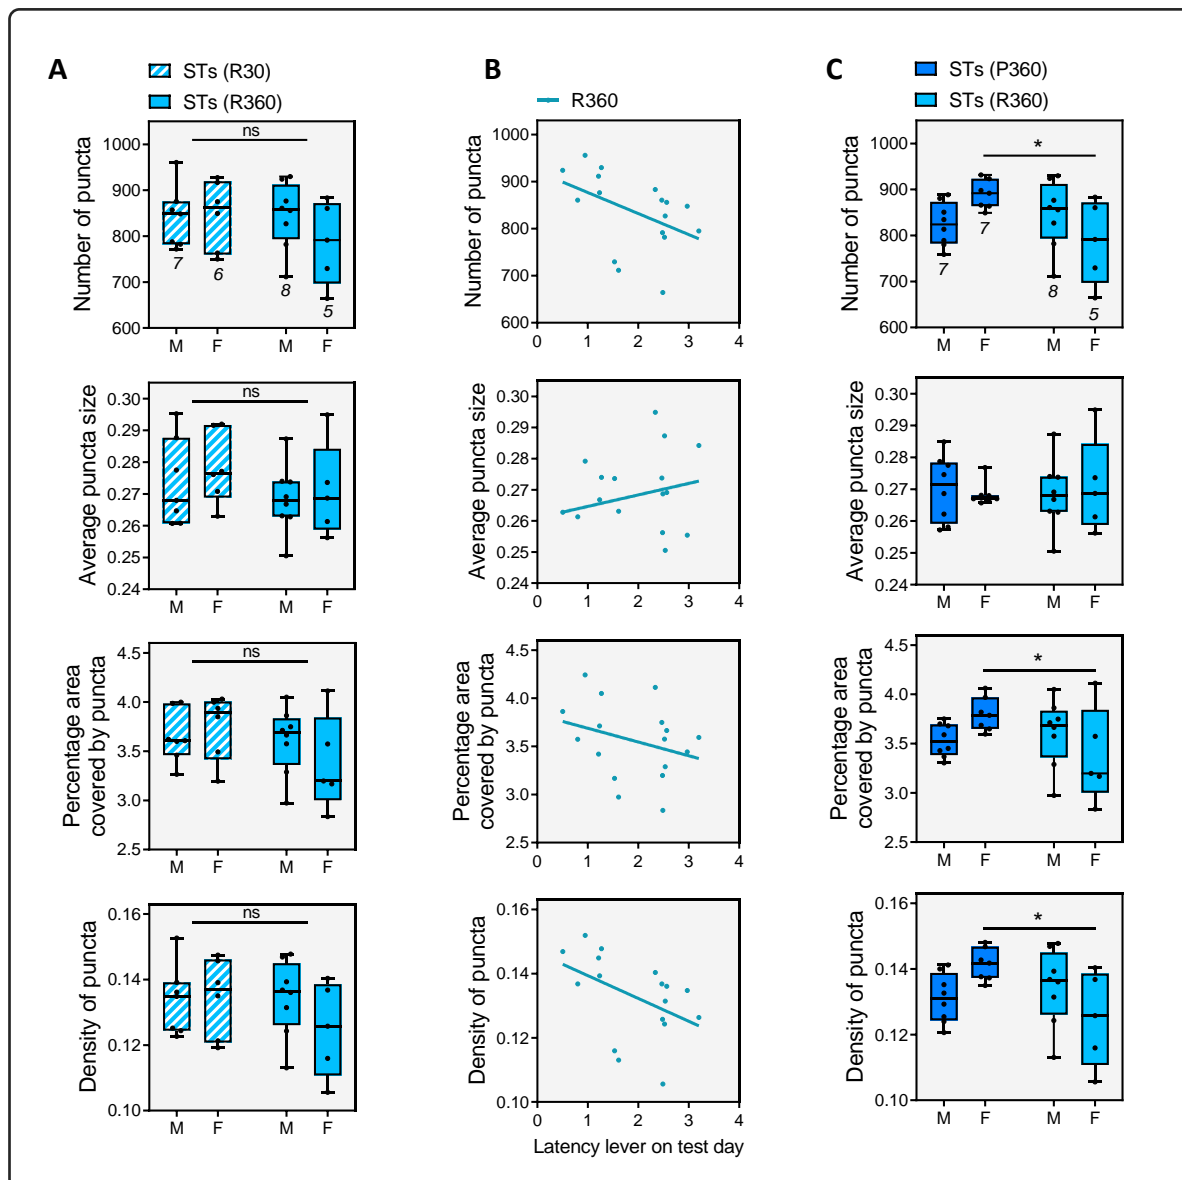 A
STs (R30)
STs (R360)
Number of puncta
1000
900
800
700
600
ns
7
6
8
5
M F M F
Average puncta size
0.30
0.29
0.28
0.27
0.26
0.25
0.24
ns
M F M F
Percentage area
covered by puncta
4.5
4.0
3.5
3.0
2.5
ns
M F M F
Density of puncta
0.16
0.14
0.12
0.10
ns
M F M F
B
R360
Number of puncta
1000
900
800
700
600
0 1 2 3 4
Average puncta size
0.30
0.29
0.28
0.27
0.26
0.25
0.24
0 1 2 3 4
Percentage area
covered by puncta
4.5
4.0
3.5
3.0
2.5
0 1 2 3 4
Density of puncta
0.16
0.14
0.12
0.10
0 1 2 3 4
Latency lever on test day
C
STs (P360)
STs (R360)
Number of puncta
1000
900
800
700
600
*
7
7
8
5
M F M F
Average puncta size
0.30
0.29
0.28
0.27
0.26
0.25
0.24
M F M F
Percentage area
covered by puncta
4.5
4.0
3.5
3.0
2.5
*
M F M F
Density of puncta
0.16
0.14
0.12
0.10
*
M F M F